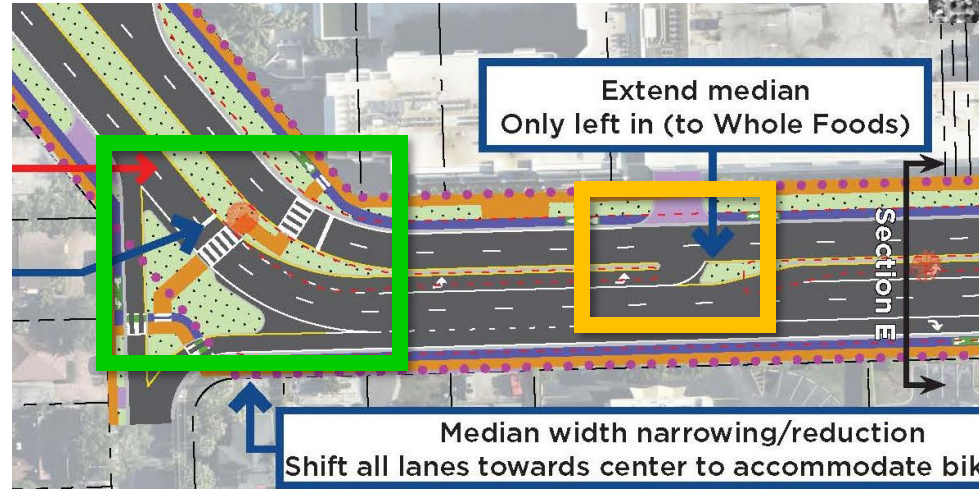 Extend median
Only left in (to Whole Foods)
Section E
Median width narrowing/reduction
Shift all lanes towards center to accommodate bik